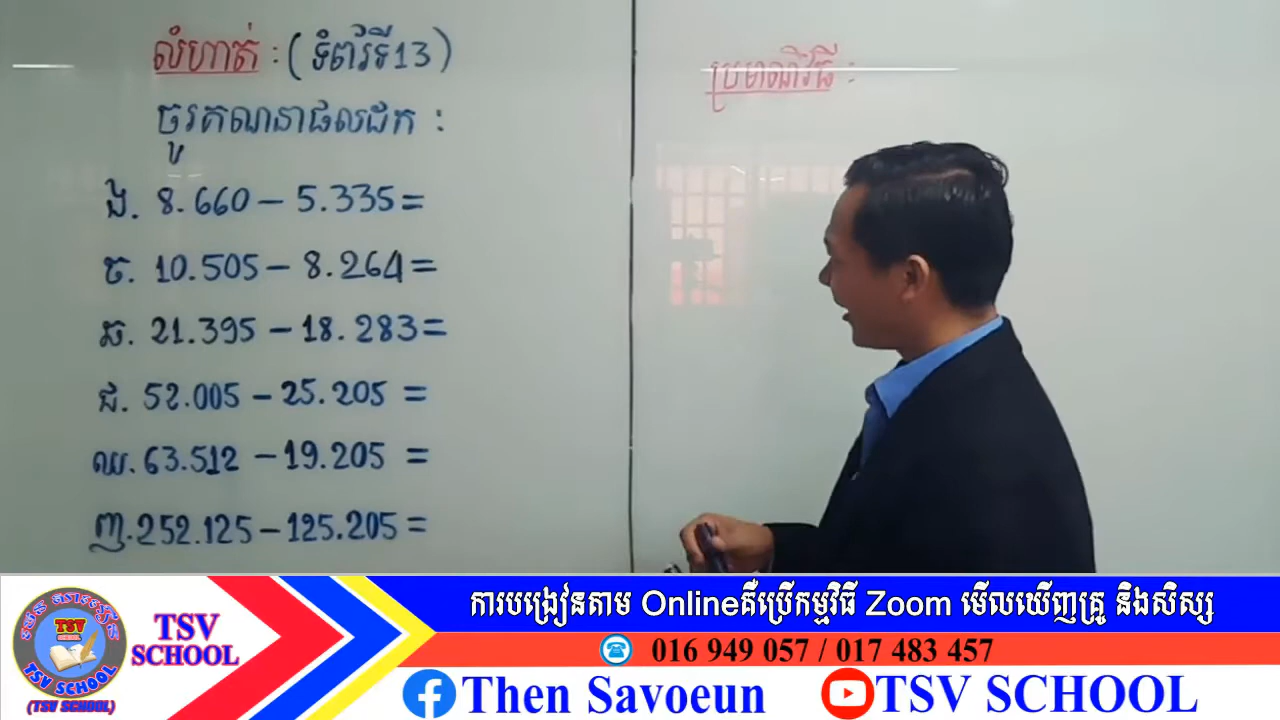 លំហាត់ : ( ទំព័រទី13 )
ចូរគណនាផលដក :
ង. 8.660 – 5.335 =
ច. 10.505 – 8.264 =
ឆ. 21.395 – 18.283 =
ជ. 52.005 – 25.205 =
ឈ. 63.512 – 19.205 =
ញ. 252.125 – 125.205 =
ប្រមាណវិធី :
ការបង្រៀនតាម Onlineគឺប្រើកម្មវិធី Zoom មើលឃើញគ្រូ និងសិស្ស
016 949 057 / 017 483 457
Then Savoeun
TSV SCHOOL
TSV
SCHOOL
TSV
SCHOOL
TSV SCHOOL
(TSV SCHOOL)